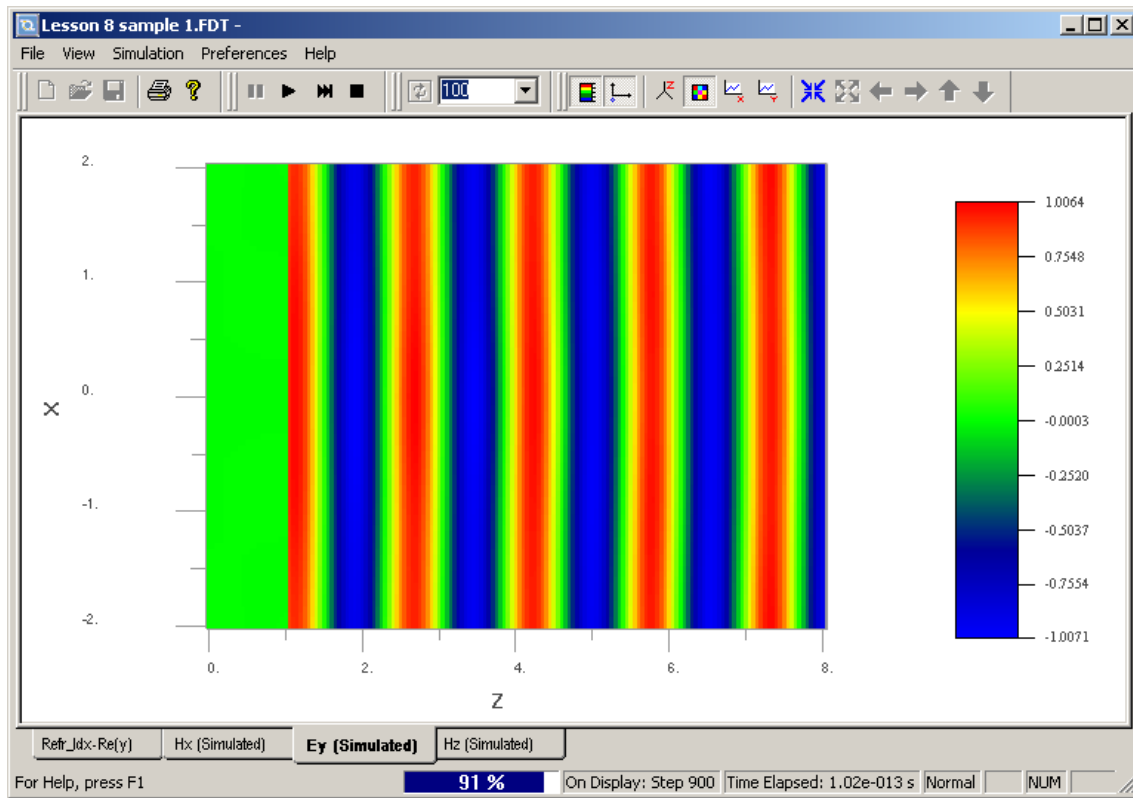 Lesson 8 sample 1.FDT -
File View Simulation Preferences Help
100
2.
1.
0.
-1.
-2.
X
0. 2. 4. 6. 8.
Z
1.0064
0.7548
0.5031
0.2514
-0.0003
-0.2520
-0.5037
-0.7554
-1.0071
Refr_Idx-Re(y) Hx (Simulated) Ey (Simulated) Hz (Simulated)
For Help, press F1 91 % On Display: Step 900 Time Elapsed: 1.02e-013 s Normal NUM